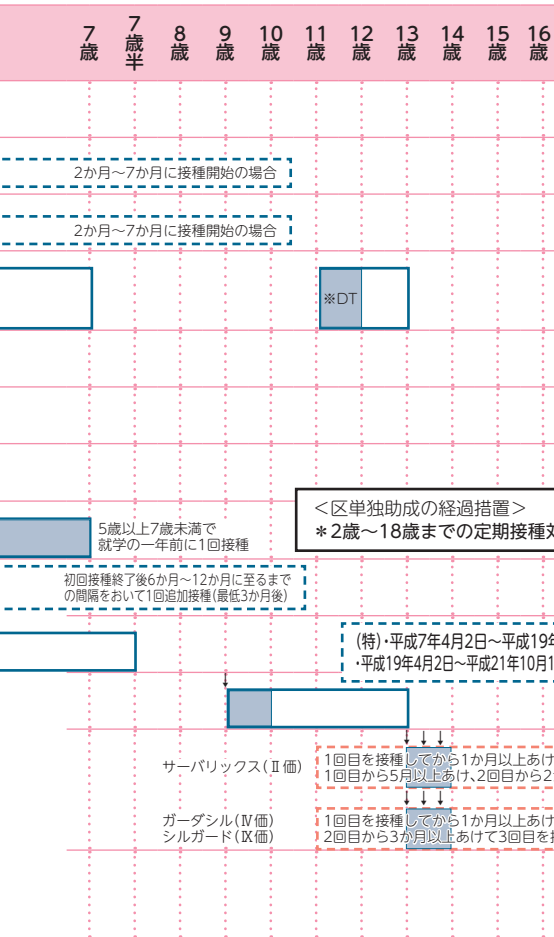 7歳 7歳半 8歳 9歳 10歳 11歳 12歳 13歳 14歳 15歳 16歳
2か月～7か月に接種開始の場合
2か月～7か月に接種開始の場合
※DT
＜区単独助成の経過措置＞
＊2歳～18歳までの定期接種対
5歳以上7歳未満で
就学の一年前に1回接種
初回接種終了後6か月～12か月に至るまで
の間隔をおいて1回追加接種(最低3か月後)
(特)・平成7年4月2日～平成19年
・平成19年4月2日～平成21年10月1
サーバリックス(Ⅱ価)
1回目を接種してから1か月以上あけ
1回目から5月以上あけ、2回目から2
ガーダシル(Ⅳ価)
シルガード(Ⅸ価)
1回目を接種してから1か月以上あけ
2回目から3か月以上あけて3回目を接